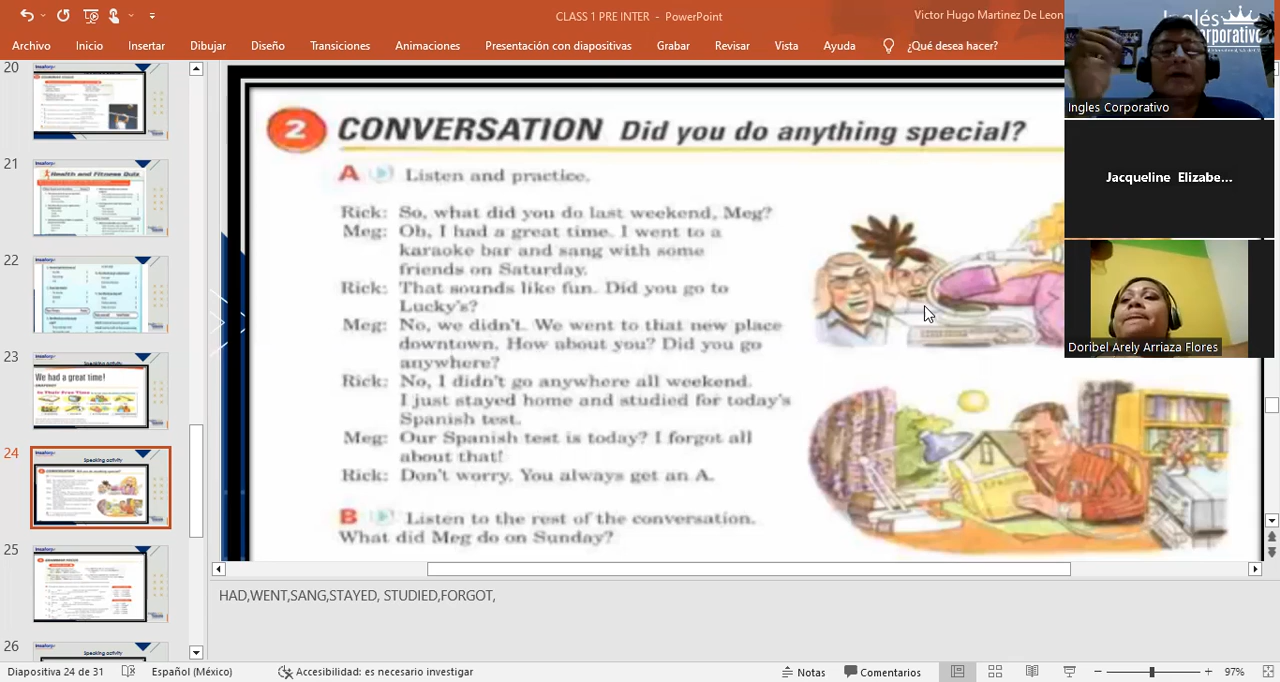 CLASS 1 PRE INTER - PowerPoint
Victor Hugo Martinez De Leon
Archivo Inicio Insertar Dibujar Diseño Transiciones Animaciones Presentación con diapositivas Grabar Revisar Vista Ayuda ¿Qué desea hacer?
Inglés
Ingles Corporativo
Jacqueline Elizabe...
Doribel Arely Arriaza Flores
20
21
Health and Fitness Quiz
22
23
Speaking activity
We had a great time!
24
Speaking activity
25
26
2 CONVERSATION Did you do anything special?
A Listen and practice.
Rick: So, what did you do last weekend, Meg?
Meg: Oh, I had a great time. I went to a
karaoke bar and sang with some
friends on Saturday.
Rick: That sounds like fun. Did you go to
Lucky's?
Meg: No, we didn't. We went to that new place
downtown. How about you? Did you go
anywhere?
Rick: No, I didn't go anywhere all weekend.
I just stayed home and studied for today's
Spanish test.
Meg: Our Spanish test is today? I forgot all
about that!
Rick: Don't worry. You always get an A.
B Listen to the rest of the conversation.
What did Meg do on Sunday?
HAD,WENT,SANG,STAYED, STUDIED,FORGOT,
Diapositiva 24 de 31 Español (México) Accesibilidad: es necesario investigar Notas Comentarios 97%